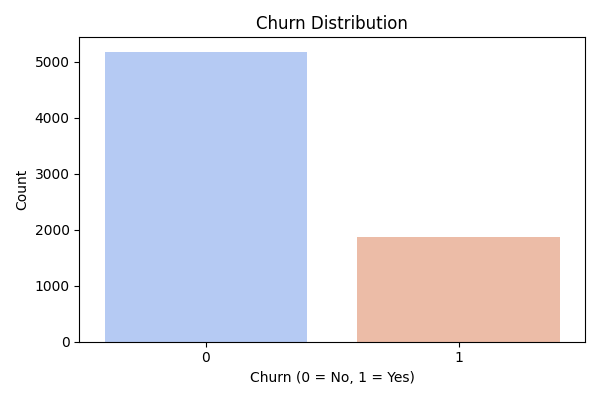 Churn Distribution
5000
4000
3000
2000
1000
0
Count
0 1
Churn (0 = No, 1 = Yes)